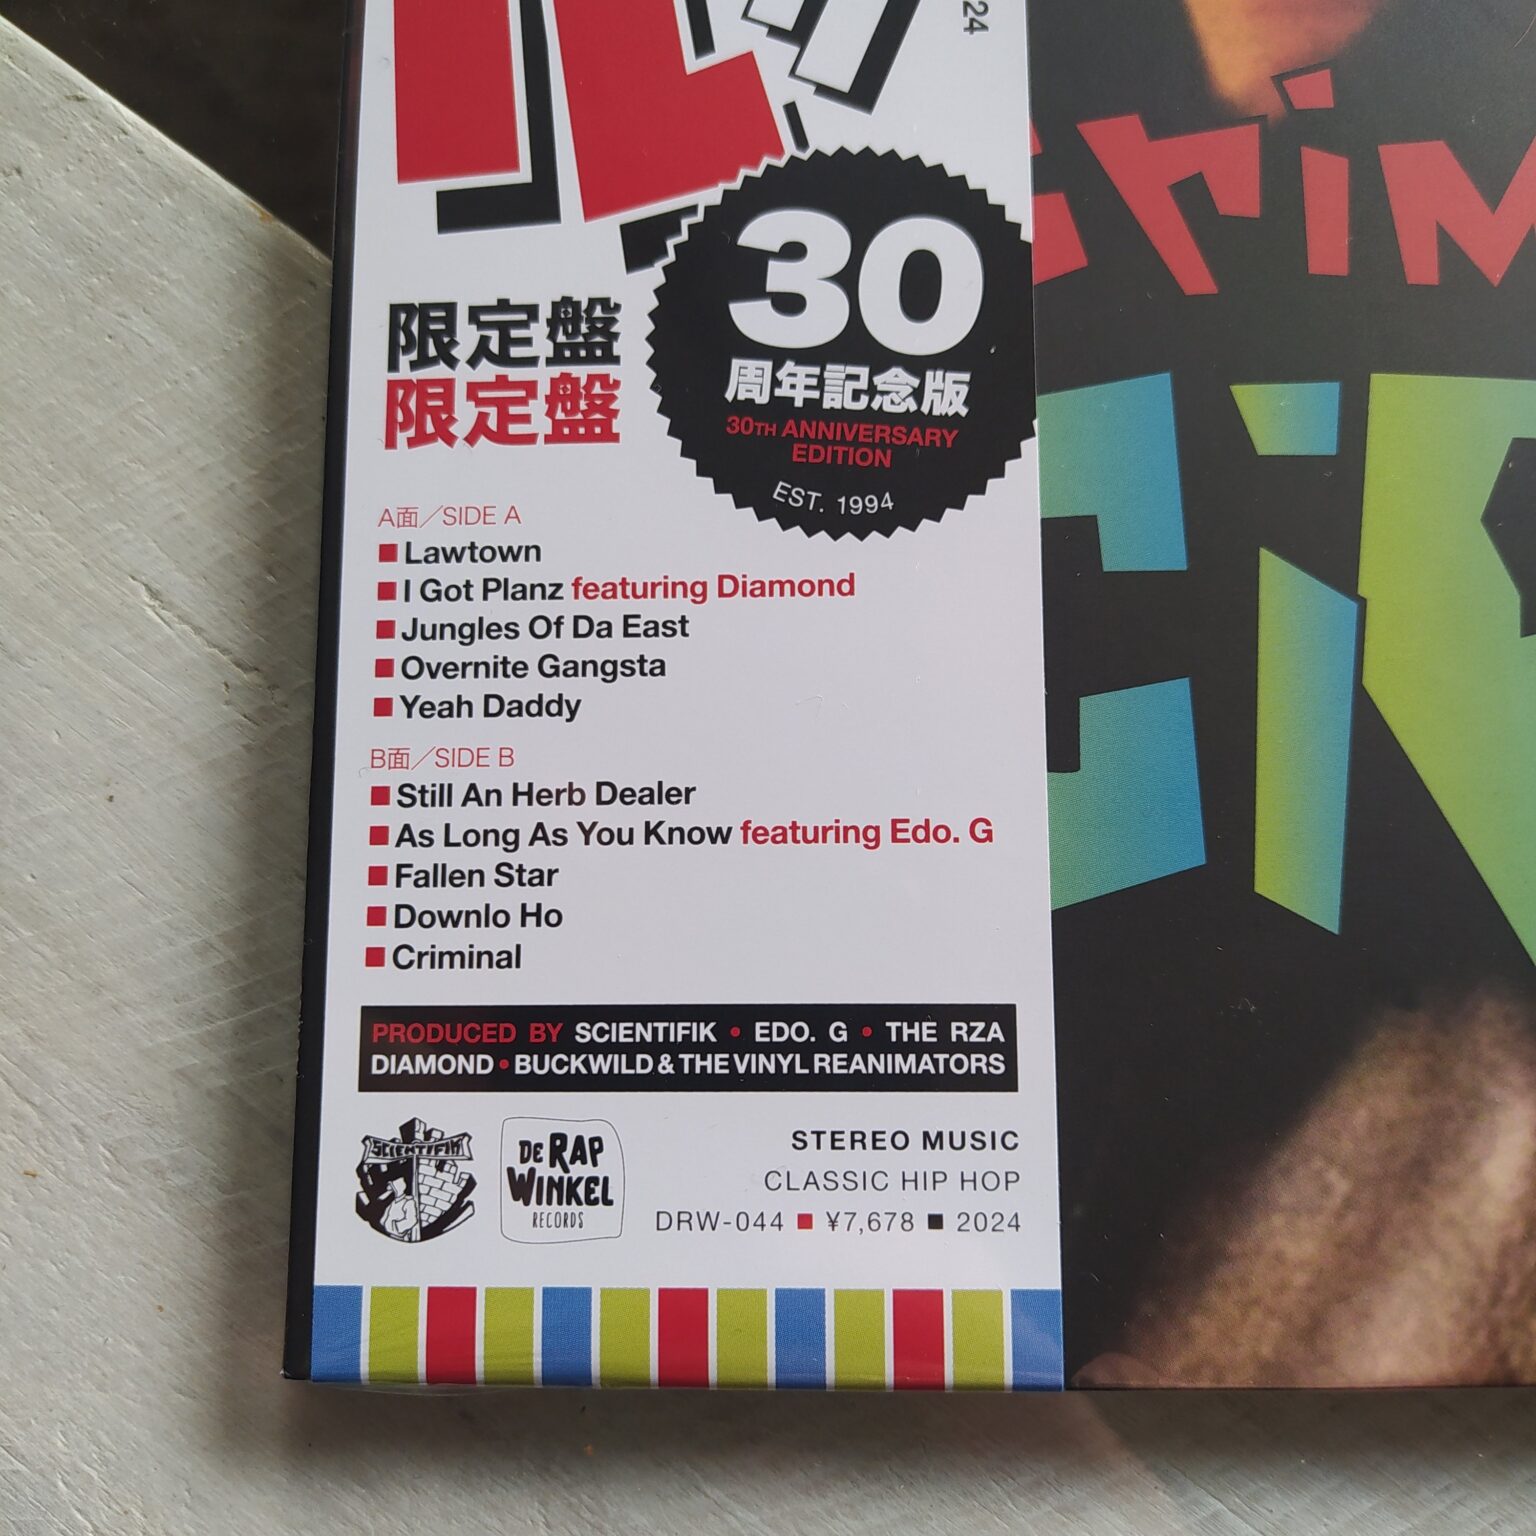 24
30
周年記念版
30TH ANNIVERSARY
EDITION
EST. 1994
限定盤
限定盤
A面／SIDE A
■ Lawtown
■ I Got Planz featuring Diamond
■ Jungles Of Da East
■ Overnite Gangsta
■ Yeah Daddy
B面／SIDE B
■ Still An Herb Dealer
■ As Long As You Know featuring Edo. G
■ Fallen Star
■ Downlo Ho
■ Criminal
PRODUCED BY SCIENTIFIK • EDO. G • THE RZA
DIAMOND • BUCKWILD & THE VINYL REANIMATORS
SCIENTIFIK
DE RAP
WINKEL
RECORDS
STEREO MUSIC
CLASSIC HIP HOP
DRW-044 ■ ¥7,678 ■ 2024